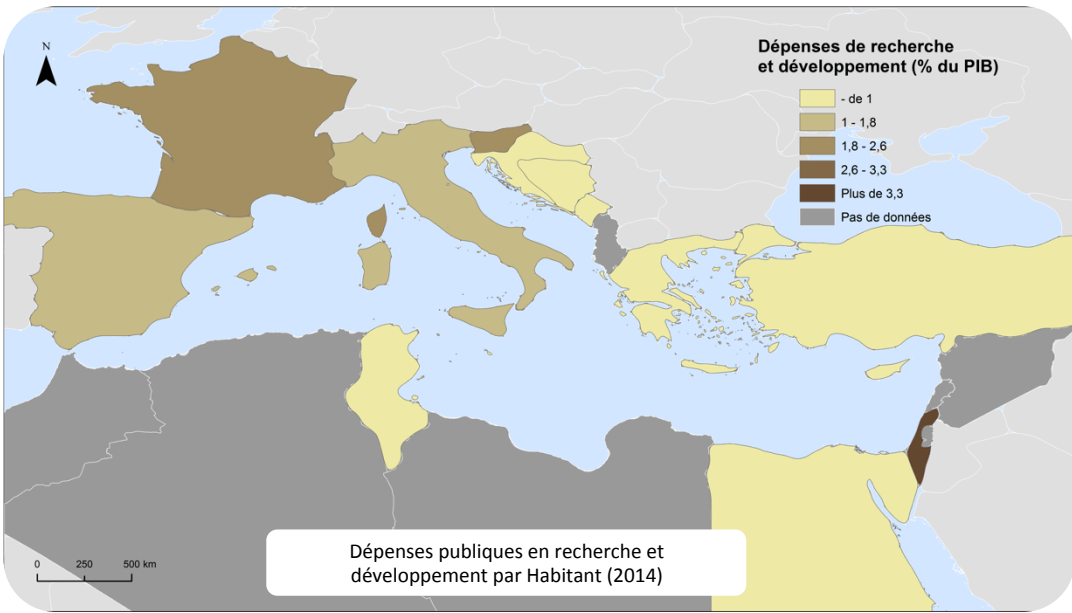 N
Dépenses de recherche
et développement (% du PIB)
- de 1
1 - 1,8
1,8 - 2,6
2,6 - 3,3
Plus de 3,3
Pas de données
0 250 500 km
Dépenses publiques en recherche et
développement par Habitant (2014)